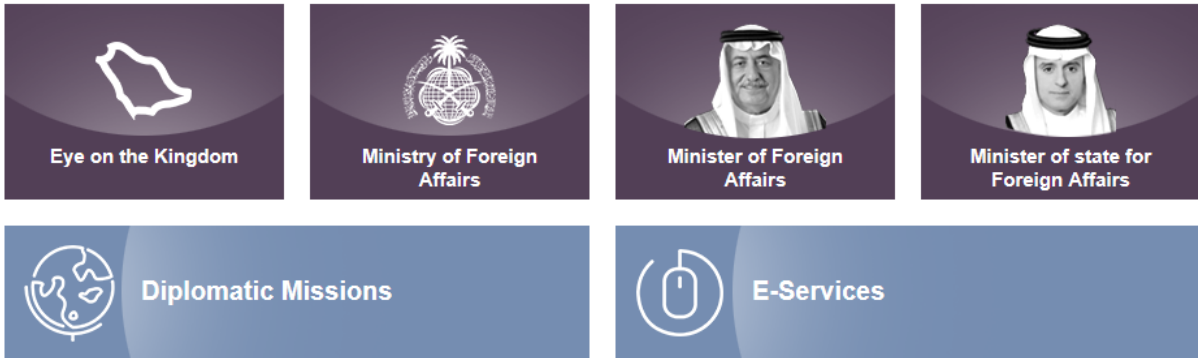 Eye on the Kingdom
Ministry of Foreign
Affairs
Minister of Foreign
Affairs
Minister of state for
Foreign Affairs
Diplomatic Missions
E-Services